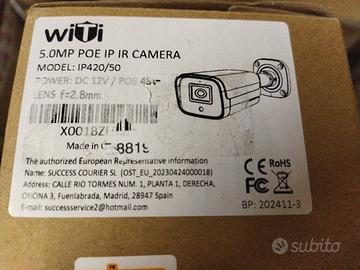 wiTi
5.0MP POE IP IR CAMERA
MODEL: IP420/50
POWER: DC 12V / POE 48V
LENS f=2.8mm
X001BZ
Made in
8819
The authorized European Representative information
Name: SUCCESS COURIER SL (OST_EU_20230424000018)
Address: CALLE RIO TORMES NUM 1, PLANTA 1, DERECHA,
OFICINA 3, Fuenlabrada, Madrid, 28947 Spain
E-mail: successservice2@hotmail.com
CE RoHS
BP: 202411-3
subito